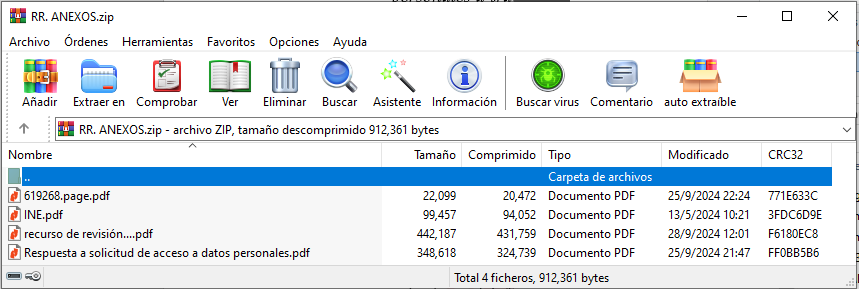 RR. ANEXOS.zip
Archivo Órdenes Herramientas Favoritos Opciones Ayuda
Añadir Extraer en Comprobar Ver Eliminar Buscar Asistente Información Buscar virus Comentario auto extraíble
RR. ANEXOS.zip - archivo ZIP, tamaño descomprimido 912,361 bytes
Nombre Tamaño Comprimido Tipo Modificado CRC32
.. Carpeta de archivos
619268.page.pdf 22,099 20,472 Documento PDF 25/9/2024 22:24 771E633C
INE.pdf 99,457 94,052 Documento PDF 13/5/2024 10:21 3FDC6D9E
recurso de revisión....pdf 442,187 431,759 Documento PDF 28/9/2024 12:01 F6180EC8
Respuesta a solicitud de acceso a datos personales.pdf 348,618 324,739 Documento PDF 25/9/2024 21:47 FF0BB5B6
Total 4 ficheros, 912,361 bytes